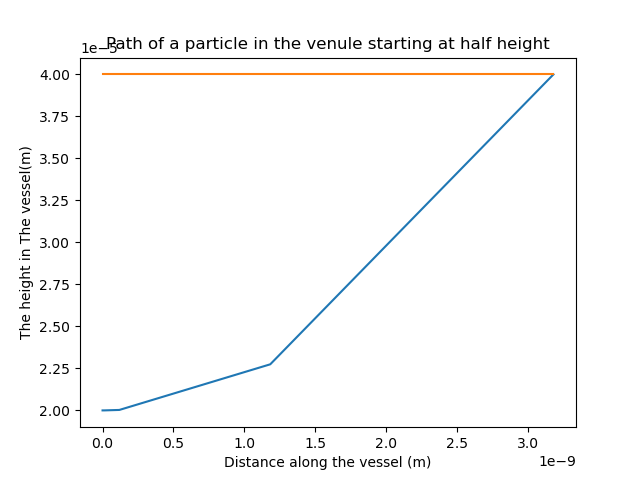 Path of a particle in the venule starting at half height
1e−5
4.00
3.75
3.50
3.25
3.00
2.75
2.50
2.25
2.00
The height in The vessel(m)
0.0 0.5 1.0 1.5 2.0 2.5 3.0
1e−9
Distance along the vessel (m)